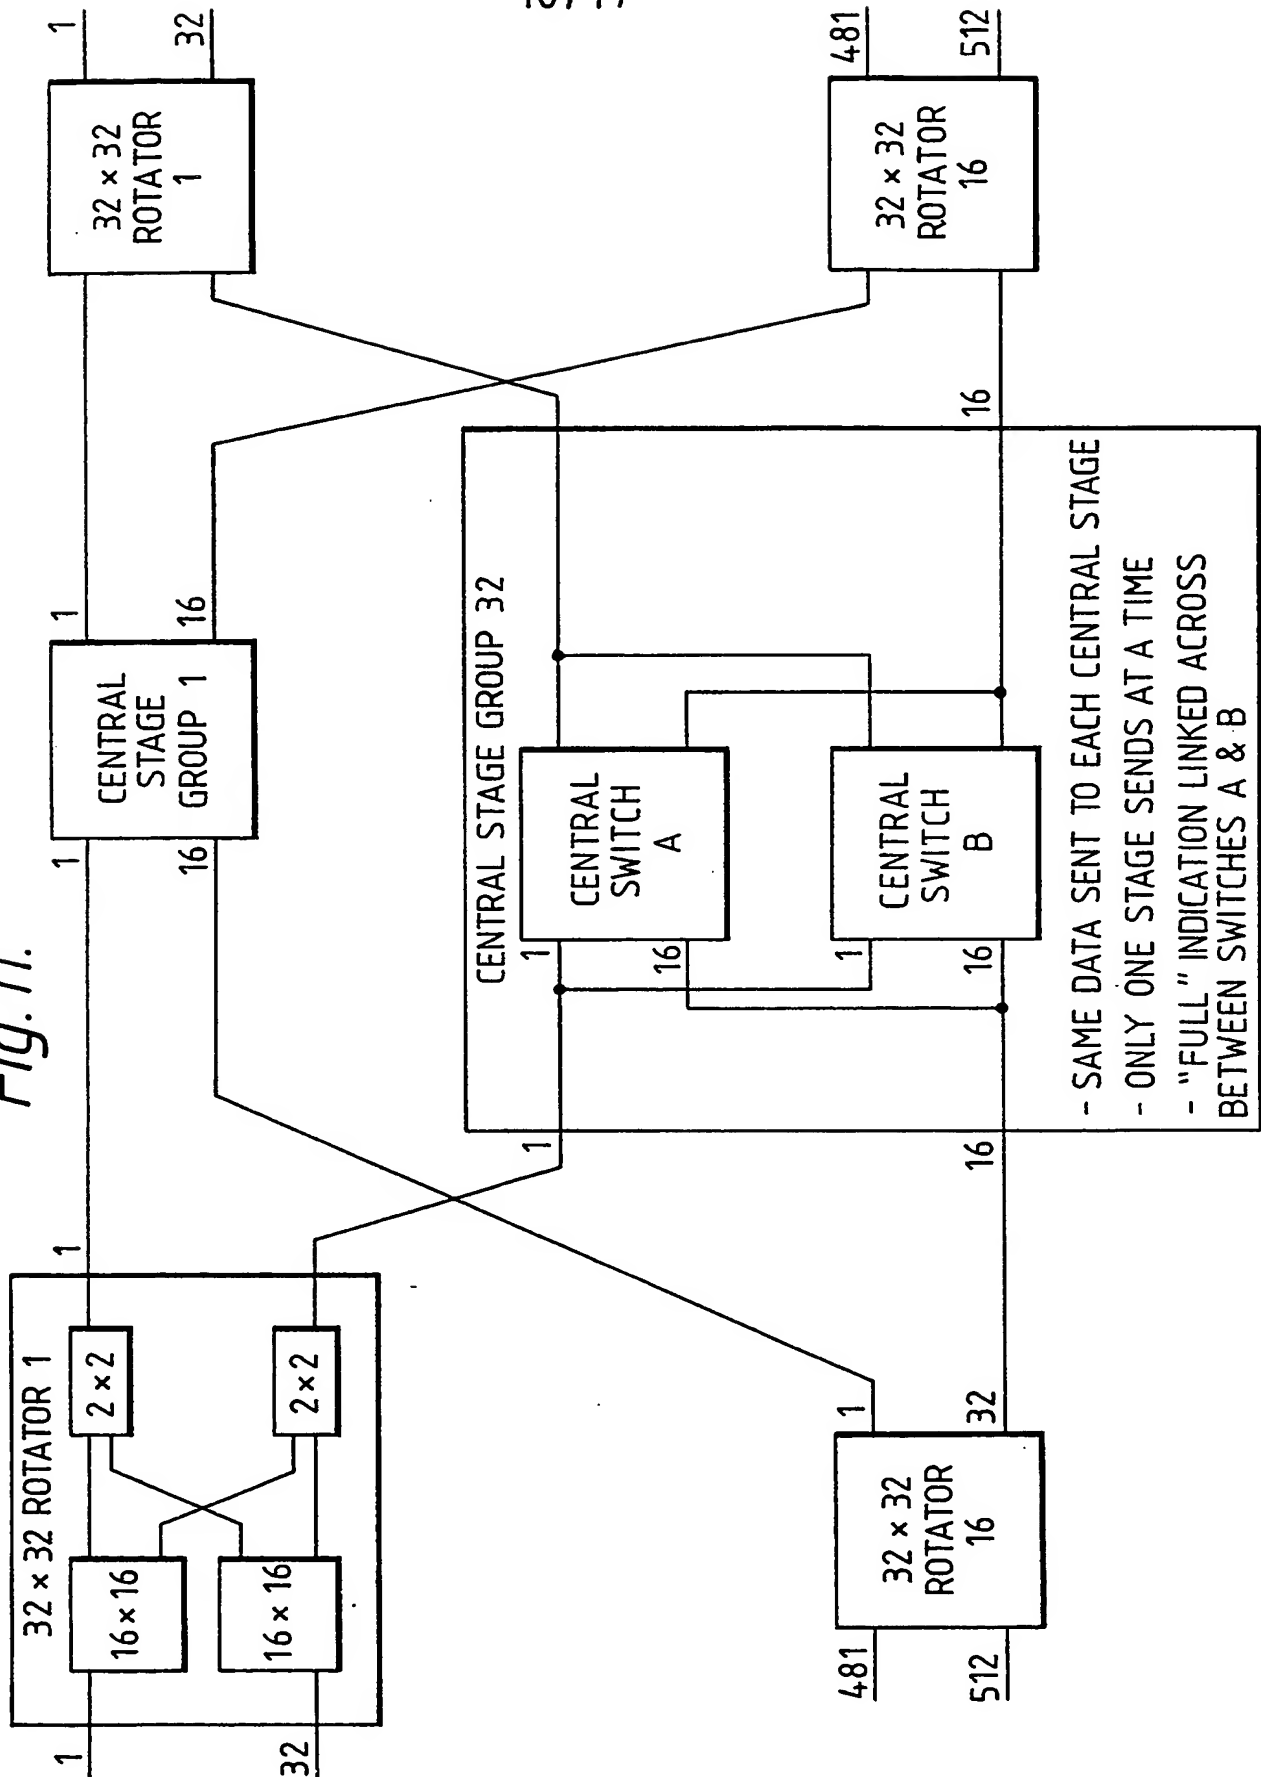 Fig. 11.
1
32
32 × 32 ROTATOR 1
16 × 16
16 × 16
2 × 2
2 × 2
1
1
16
CENTRAL
STAGE
GROUP 1
1
16
32 × 32
ROTATOR
1
1
32
1
16
CENTRAL STAGE GROUP 32
1
16
CENTRAL
SWITCH
A
1
16
CENTRAL
SWITCH
B
16
- SAME DATA SENT TO EACH CENTRAL STAGE
- ONLY ONE STAGE SENDS AT A TIME
- "FULL" INDICATION LINKED ACROSS
BETWEEN SWITCHES A & B
481
512
32 × 32
ROTATOR
16
1
32
32 × 32
ROTATOR
16
481
512